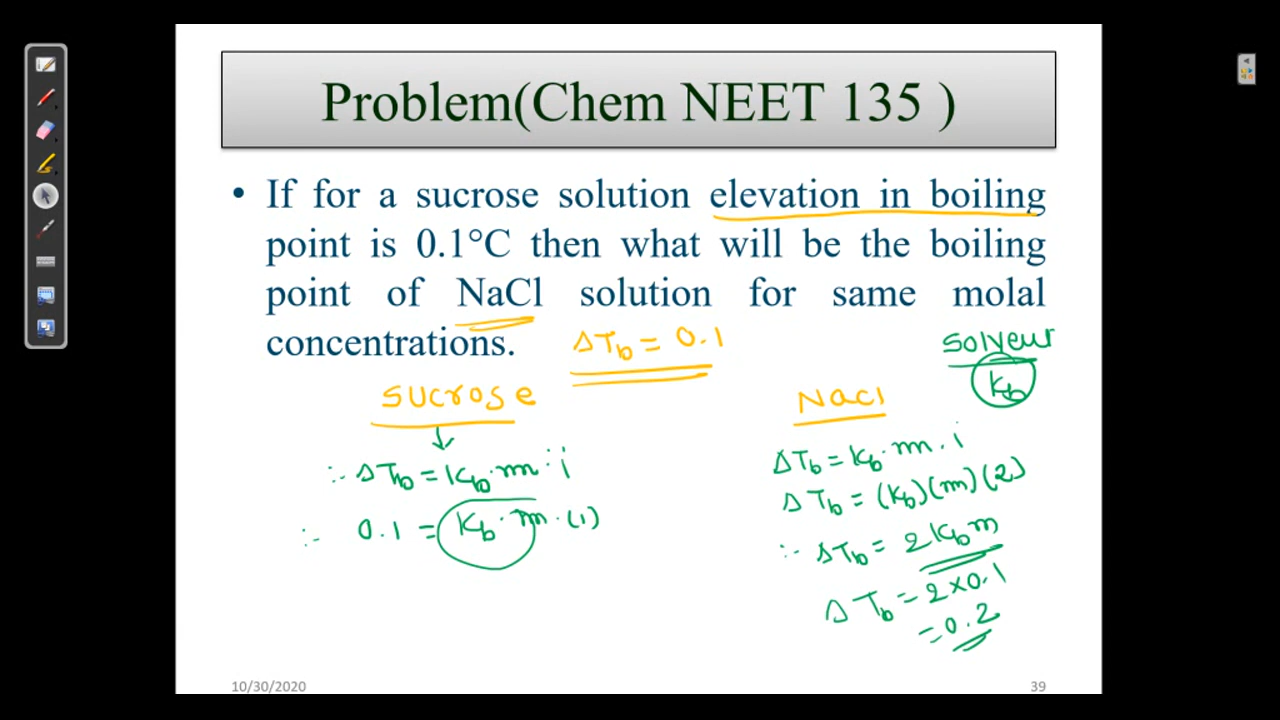 Problem(Chem NEET 135 )
• If for a sucrose solution elevation in boiling
point is 0.1°C then what will be the boiling
point of NaCl solution for same molal
concentrations.
ΔTb = 0.1
Solvent
Kb
Sucrose
∴ ΔTb = Kb · m · i
∴ 0.1 = Kb · m · (1)
NaCl
ΔTb = Kb · m · i
ΔTb = (Kb)(m)(2)
∴ ΔTb = 2Kbm
ΔTb = 2×0.1
= 0.2
10/30/2020
39